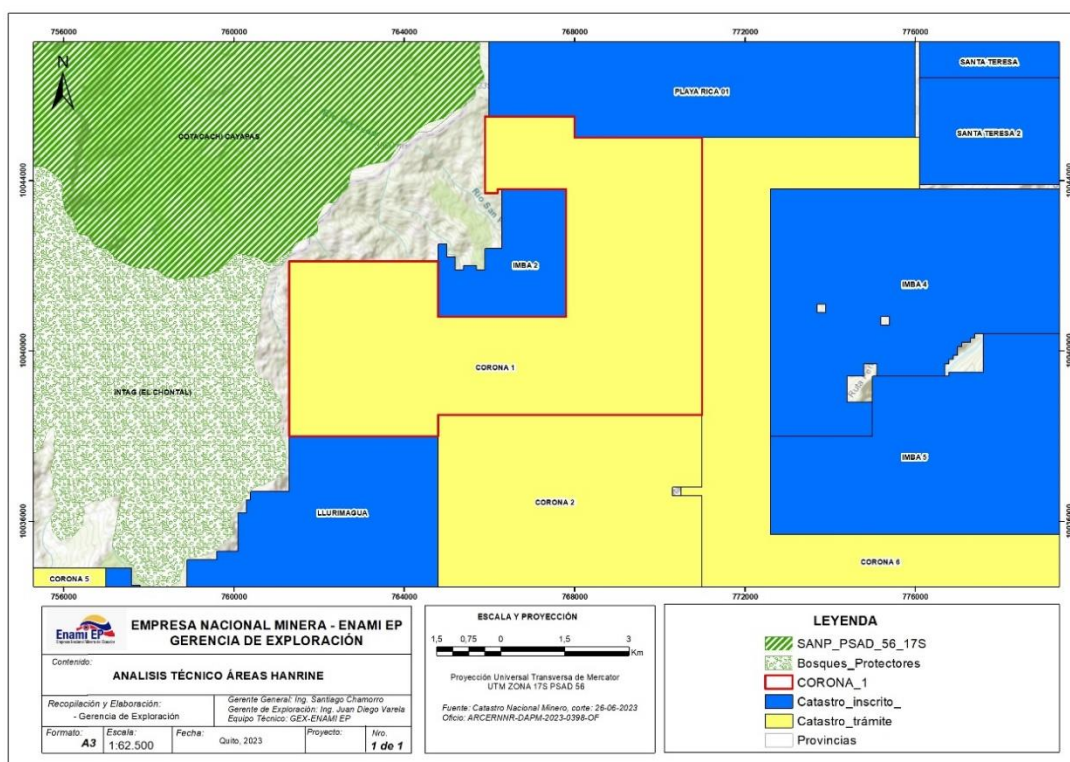 756000 760000 764000 768000 772000 776000
N
COTACACHI CAYAPAS
PLAYA RICA 01
SANTA TERESA
SANTA TERESA 2
10044000
10044000
Río San
IMBA 2
IMBA 4
10040000
10040000
INTAG (EL CHONTAL)
CORONA 1
Ruta
IMBA 5
LLURIMAGUA
CORONA 2
10036000
10036000
CORONA 5
CORONA 6
756000 760000 764000 768000 772000 776000
Enami EP
EMPRESA NACIONAL MINERA - ENAMI EP
GERENCIA DE EXPLORACIÓN
Contenido:
ANALISIS TÉCNICO ÁREAS HANRINE
Recopilación y Elaboración:
- Gerencia de Exploración
Gerente General: Ing. Santiago Chamorro
Gerente de Exploración: Ing. Juan Diego Varela
Equipo Técnico: GEX-ENAMI EP
Formato: A3
Escala: 1:62.500
Fecha: Quito, 2023
Proyecto:
Nro. 1 de 1
ESCALA Y PROYECCIÓN
1,5 0,75 0 1,5 3
Km
Proyección Universal Transversa de Mercator
UTM ZONA 17S PSAD 56
Fuente: Catastro Nacional Minero, corte: 26-06-2023
Oficio: ARCERNNR-DAPM-2023-0398-OF
LEYENDA
SANP_PSAD_56_17S
Bosques_Protectores
CORONA_1
Catastro_inscrito_
Catastro_trámite
Provincias